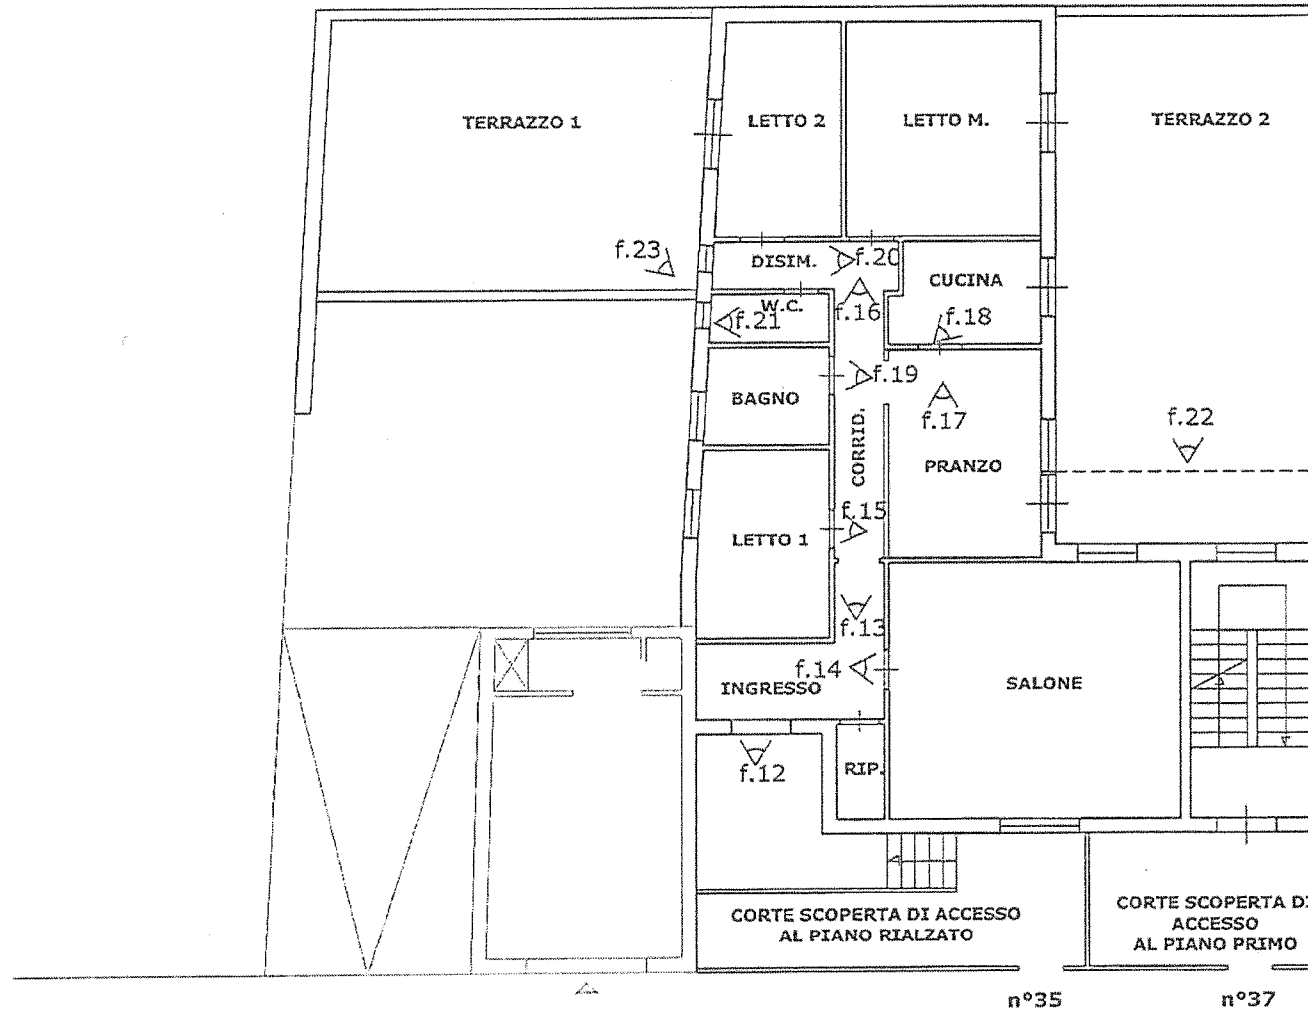 TERRAZZO 1
LETTO 2
LETTO M.
TERRAZZO 2
f.23
DISIM.
f.20
CUCINA
W.C.
f.16
f.21
f.18
f.19
BAGNO
f.17
f.22
CORRID.
PRANZO
f.15
LETTO 1
f.13
f.14
INGRESSO
SALONE
f.12
RIP.
CORTE SCOPERTA DI ACCESSO
AL PIANO RIALZATO
CORTE SCOPERTA DI
ACCESSO
AL PIANO PRIMO
n°35
n°37